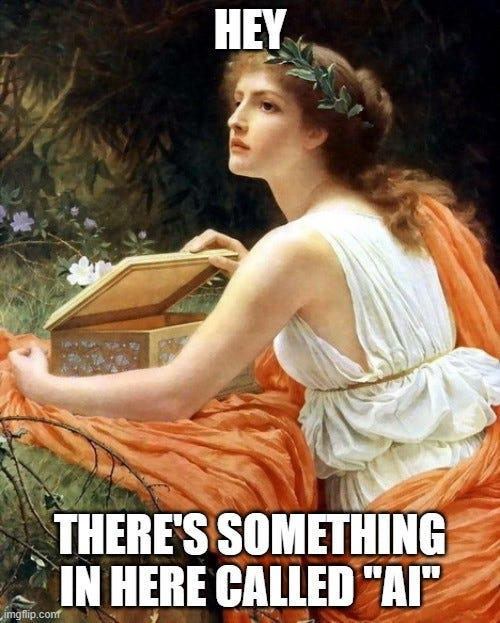 HEY
THERE'S SOMETHING
IN HERE CALLED "AI"
imgflip.com